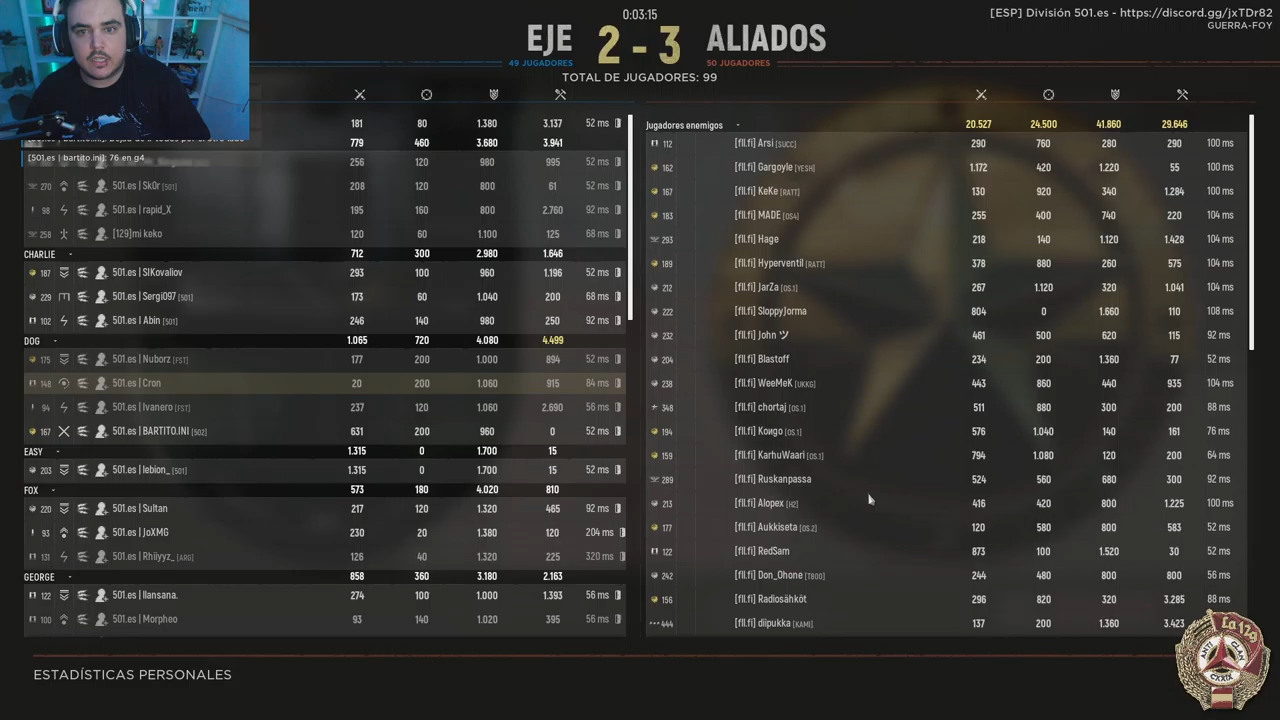 0:03:15
EJE 2 - 3 ALIADOS
49 JUGADORES 50 JUGADORES
TOTAL DE JUGADORES: 99
[ESP] División 501.es - https://discord.gg/jxTDr82
GUERRA-FOY
181 80 1.380 3.137 52 ms
779 460 3.680 3.941
[501.es | bartito.ini]: 76 en g4
256 120 980 995 52 ms
270 501.es | Sk0r [501] 208 120 800 61 52 ms
98 501.es | rapid_X 195 160 800 2.760 92 ms
258 [129]mi keko 120 60 1.100 125 68 ms
CHARLIE - 712 300 2.980 1.646
187 501.es | SIKovaliov 293 100 960 1.196 52 ms
229 501.es | Sergi097 [501] 173 60 1.040 200 68 ms
102 501.es | Abin [501] 246 140 980 250 92 ms
DOG - 1.065 720 4.080 4.499
175 501.es | Nuborz [FST] 177 200 1.000 894 52 ms
148 501.es | Cron 20 200 1.060 915 84 ms
94 501.es | Ivanero [FST] 237 120 1.060 2.690 56 ms
167 501.es | BARTITO.INI [502] 631 200 960 0 52 ms
EASY - 1.315 0 1.700 15
203 501.es | lebion_ [501] 1.315 0 1.700 15 52 ms
FOX - 573 180 4.020 810
220 501.es | Sultan 217 120 1.320 465 92 ms
93 501.es | JoXMG 230 20 1.380 120 204 ms
131 501.es | Rhiiyyz_ [ARG] 126 40 1.320 225 320 ms
GEORGE - 858 360 3.180 2.163
122 501.es | Ilansana. 274 100 1.000 1.393 56 ms
100 501.es | Morpheo 93 140 1.020 395 56 ms
Jugadores enemigos - 20.527 24.500 41.860 29.646
112 [fll.fi] Arsi [SUCC] 290 760 280 290 100 ms
162 [fll.fi] Gargoyle [YESH] 1.172 420 1.220 55 100 ms
167 [fll.fi] KeKe [RATT] 130 920 340 1.284 100 ms
183 [fll.fi] MADE [OS4] 255 400 740 220 104 ms
293 [fll.fi] Hage 218 140 1.120 1.428 104 ms
189 [fll.fi] Hyperventil [RATT] 378 880 260 575 104 ms
212 [fll.fi] JarZa [OS.1] 267 1.120 320 1.041 104 ms
222 [fll.fi] SloppyJorma 804 0 1.660 110 108 ms
232 [fll.fi] John ツ 461 500 620 115 92 ms
204 [fll.fi] Blastoff 234 200 1.360 77 52 ms
238 [fll.fi] WeeMeK [UKKG] 443 860 440 935 104 ms
348 [fll.fi] chortaj [OS.1] 511 880 300 200 88 ms
194 [fll.fi] Koıugo [OS.1] 576 1.040 140 161 76 ms
159 [fll.fi] KarhuWaari [OS.1] 794 1.080 120 200 64 ms
289 [fll.fi] Ruskanpassa 524 560 680 300 92 ms
213 [fll.fi] Alopex [H2] 416 420 800 1.225 100 ms
177 [fll.fi] Aukkiseta [OS.2] 120 580 800 583 52 ms
122 [fll.fi] RedSam 873 100 1.520 30 52 ms
242 [fll.fi] Don_Ohone [T800] 244 480 800 800 56 ms
156 [fll.fi] Radiosähköt 296 820 320 3.285 88 ms
444 [fll.fi] diipukka [KAMI] 137 200 1.360 3.423
La 129
ANTI CLAN
CXXIX
ESTADÍSTICAS PERSONALES